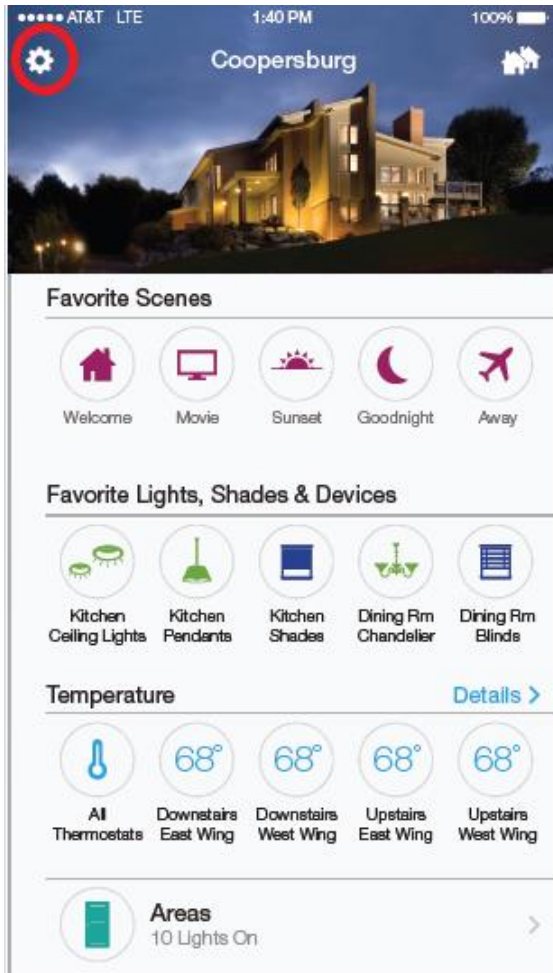 AT&T LTE 1:40 PM 100%
Coopersburg
Favorite Scenes
Welcome Movie Sunset Goodnight Away
Favorite Lights, Shades & Devices
Kitchen Kitchen Kitchen Dining Rm Dining Rm
Ceiling Lights Pendants Shades Chandelier Blinds
Temperature Details >
68° 68° 68° 68°
All Downstairs Downstairs Upstairs Upstairs
Thermostats East Wing West Wing East Wing West Wing
Areas
10 Lights On >